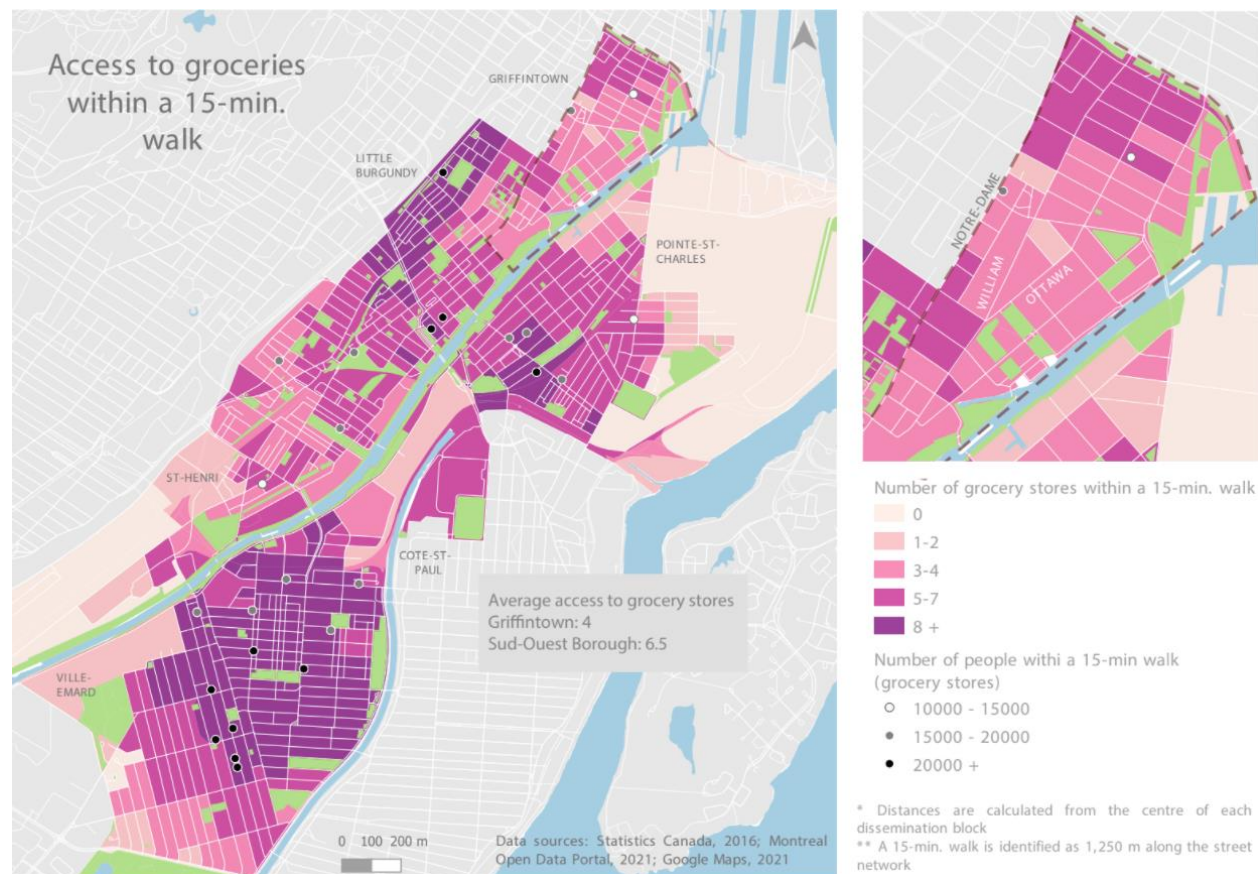 Access to groceries
within a 15-min.
walk
GRIFFINTOWN
LITTLE
BURGUNDY
POINTE-ST-
CHARLES
ST-HENRI
COTE-ST-
PAUL
VILLE-
EMARD
Average access to grocery stores
Griffintown: 4
Sud-Ouest Borough: 6.5
0 100 200 m
Data sources: Statistics Canada, 2016; Montreal
Open Data Portal, 2021; Google Maps, 2021
NOTRE-DAME
WILLIAM
OTTAWA
Number of grocery stores within a 15-min. walk
0
1-2
3-4
5-7
8 +
Number of people withi a 15-min walk
(grocery stores)
10000 - 15000
15000 - 20000
20000 +
* Distances are calculated from the centre of each
dissemination block
** A 15-min. walk is identified as 1,250 m along the street
network